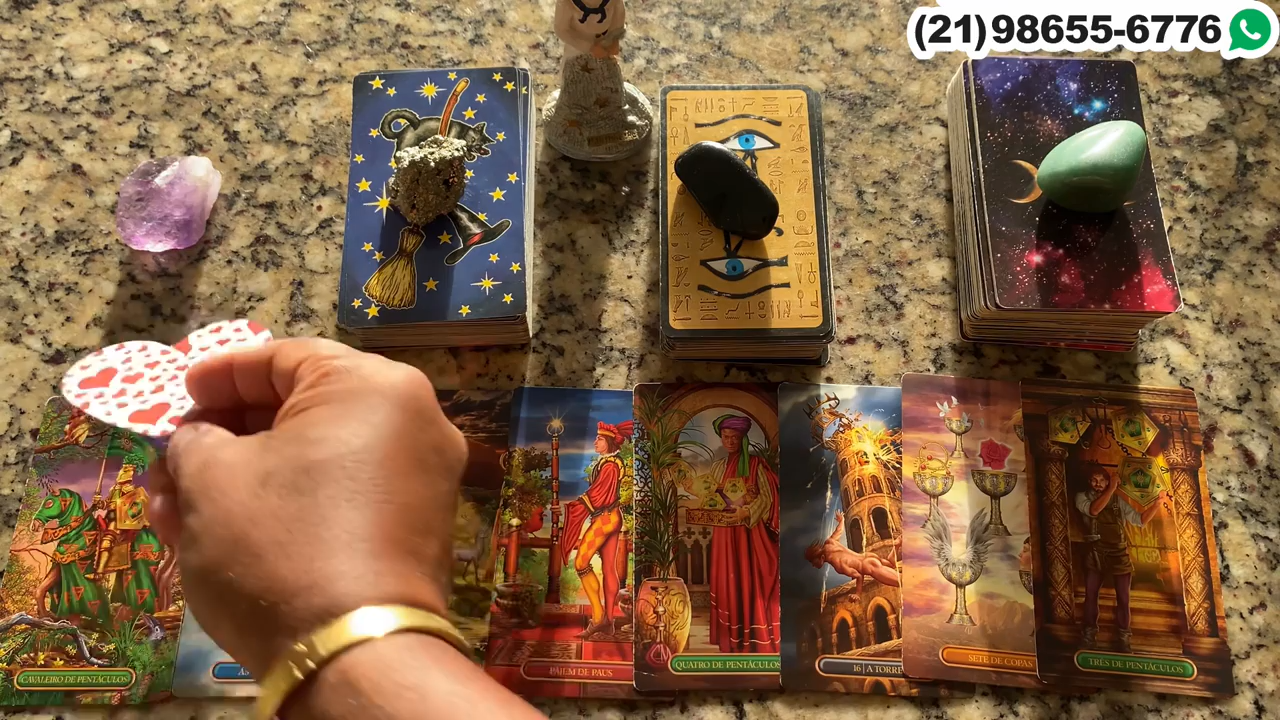 (21)98655-6776
CAVALEIRO DE PENTÁCULOS
PAJEM DE PAUS
QUATRO DE PENTÁCULOS
16 | A TORRE
SETE DE COPAS
TRÊS DE PENTÁCULOS